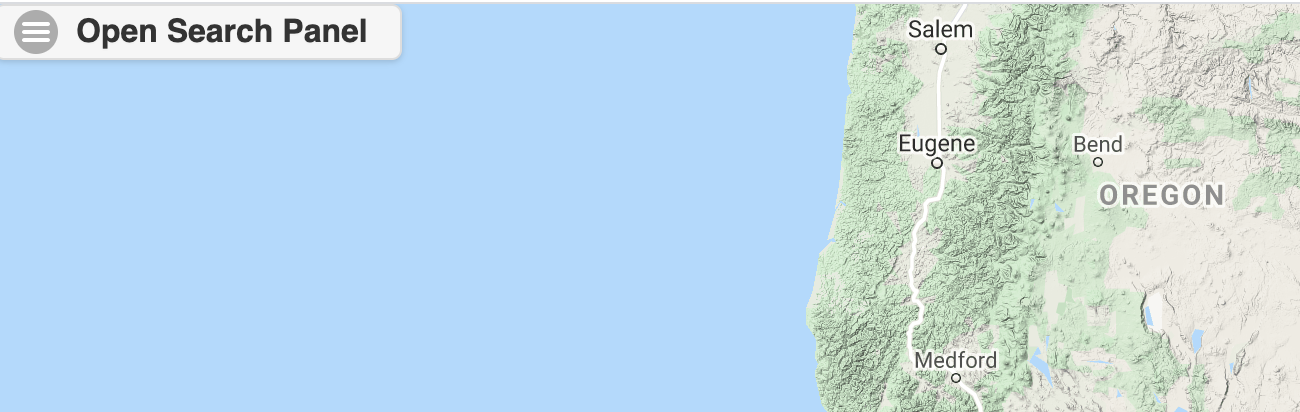 Open Search Panel
Salem
Eugene
Bend
OREGON
Medford